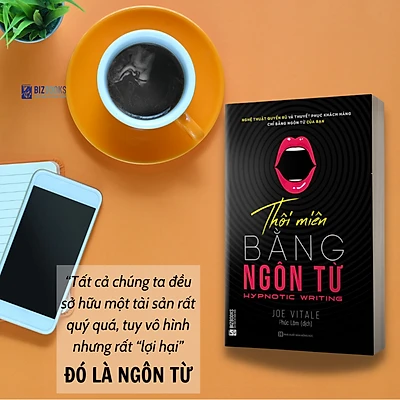 BIZBOOKS
NGHỆ THUẬT QUYẾN RŨ VÀ THUYẾT PHỤC KHÁCH HÀNG
CHỈ BẰNG NGÔN TỪ CỦA BẠN
Thôi miên
BẰNG
NGÔN TỪ
HYPNOTIC WRITING
JOE VITALE
Phúc Lâm (dịch)
BIZBOOKS
“Tất cả chúng ta đều
sở hữu một tài sản rất
quý quá, tuy vô hình
nhưng rất “lợi hại”
ĐÓ LÀ NGÔN TỪ